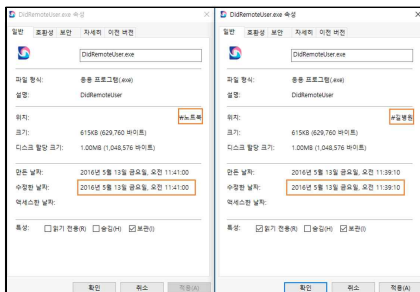 DidRemoteUser.exe 속성
일반 호환성 보안 자세히 이전 버전
DidRemoteUser.exe
파일 형식: 응용 프로그램(.exe)
설명: DidRemoteUser
위치: #노트북
크기: 615KB (629,760 바이트)
디스크 할당 크기: 1.00MB (1,048,576 바이트)
만든 날짜: 2016년 5월 13일 금요일, 오전 11:41:00
수정한 날짜: 2016년 5월 13일 금요일, 오전 11:41:00
액세스한 날짜:
특성: 읽기 전용(R) 숨김(H) 보관(I)
확인 취소 적용(A)
DidRemoteUser.exe 속성
일반 호환성 보안 자세히 이전 버전
DidRemoteUser.exe
파일 형식: 응용 프로그램(.exe)
설명: DidRemoteUser
위치: #길병원
크기: 615KB (629,760 바이트)
디스크 할당 크기: 1.00MB (1,048,576 바이트)
만든 날짜: 2016년 5월 13일 금요일, 오전 11:39:10
수정한 날짜: 2016년 5월 13일 금요일, 오전 11:39:10
액세스한 날짜:
특성: 읽기 전용(R) 숨김(H) 보관(I)
확인 취소 적용(A)